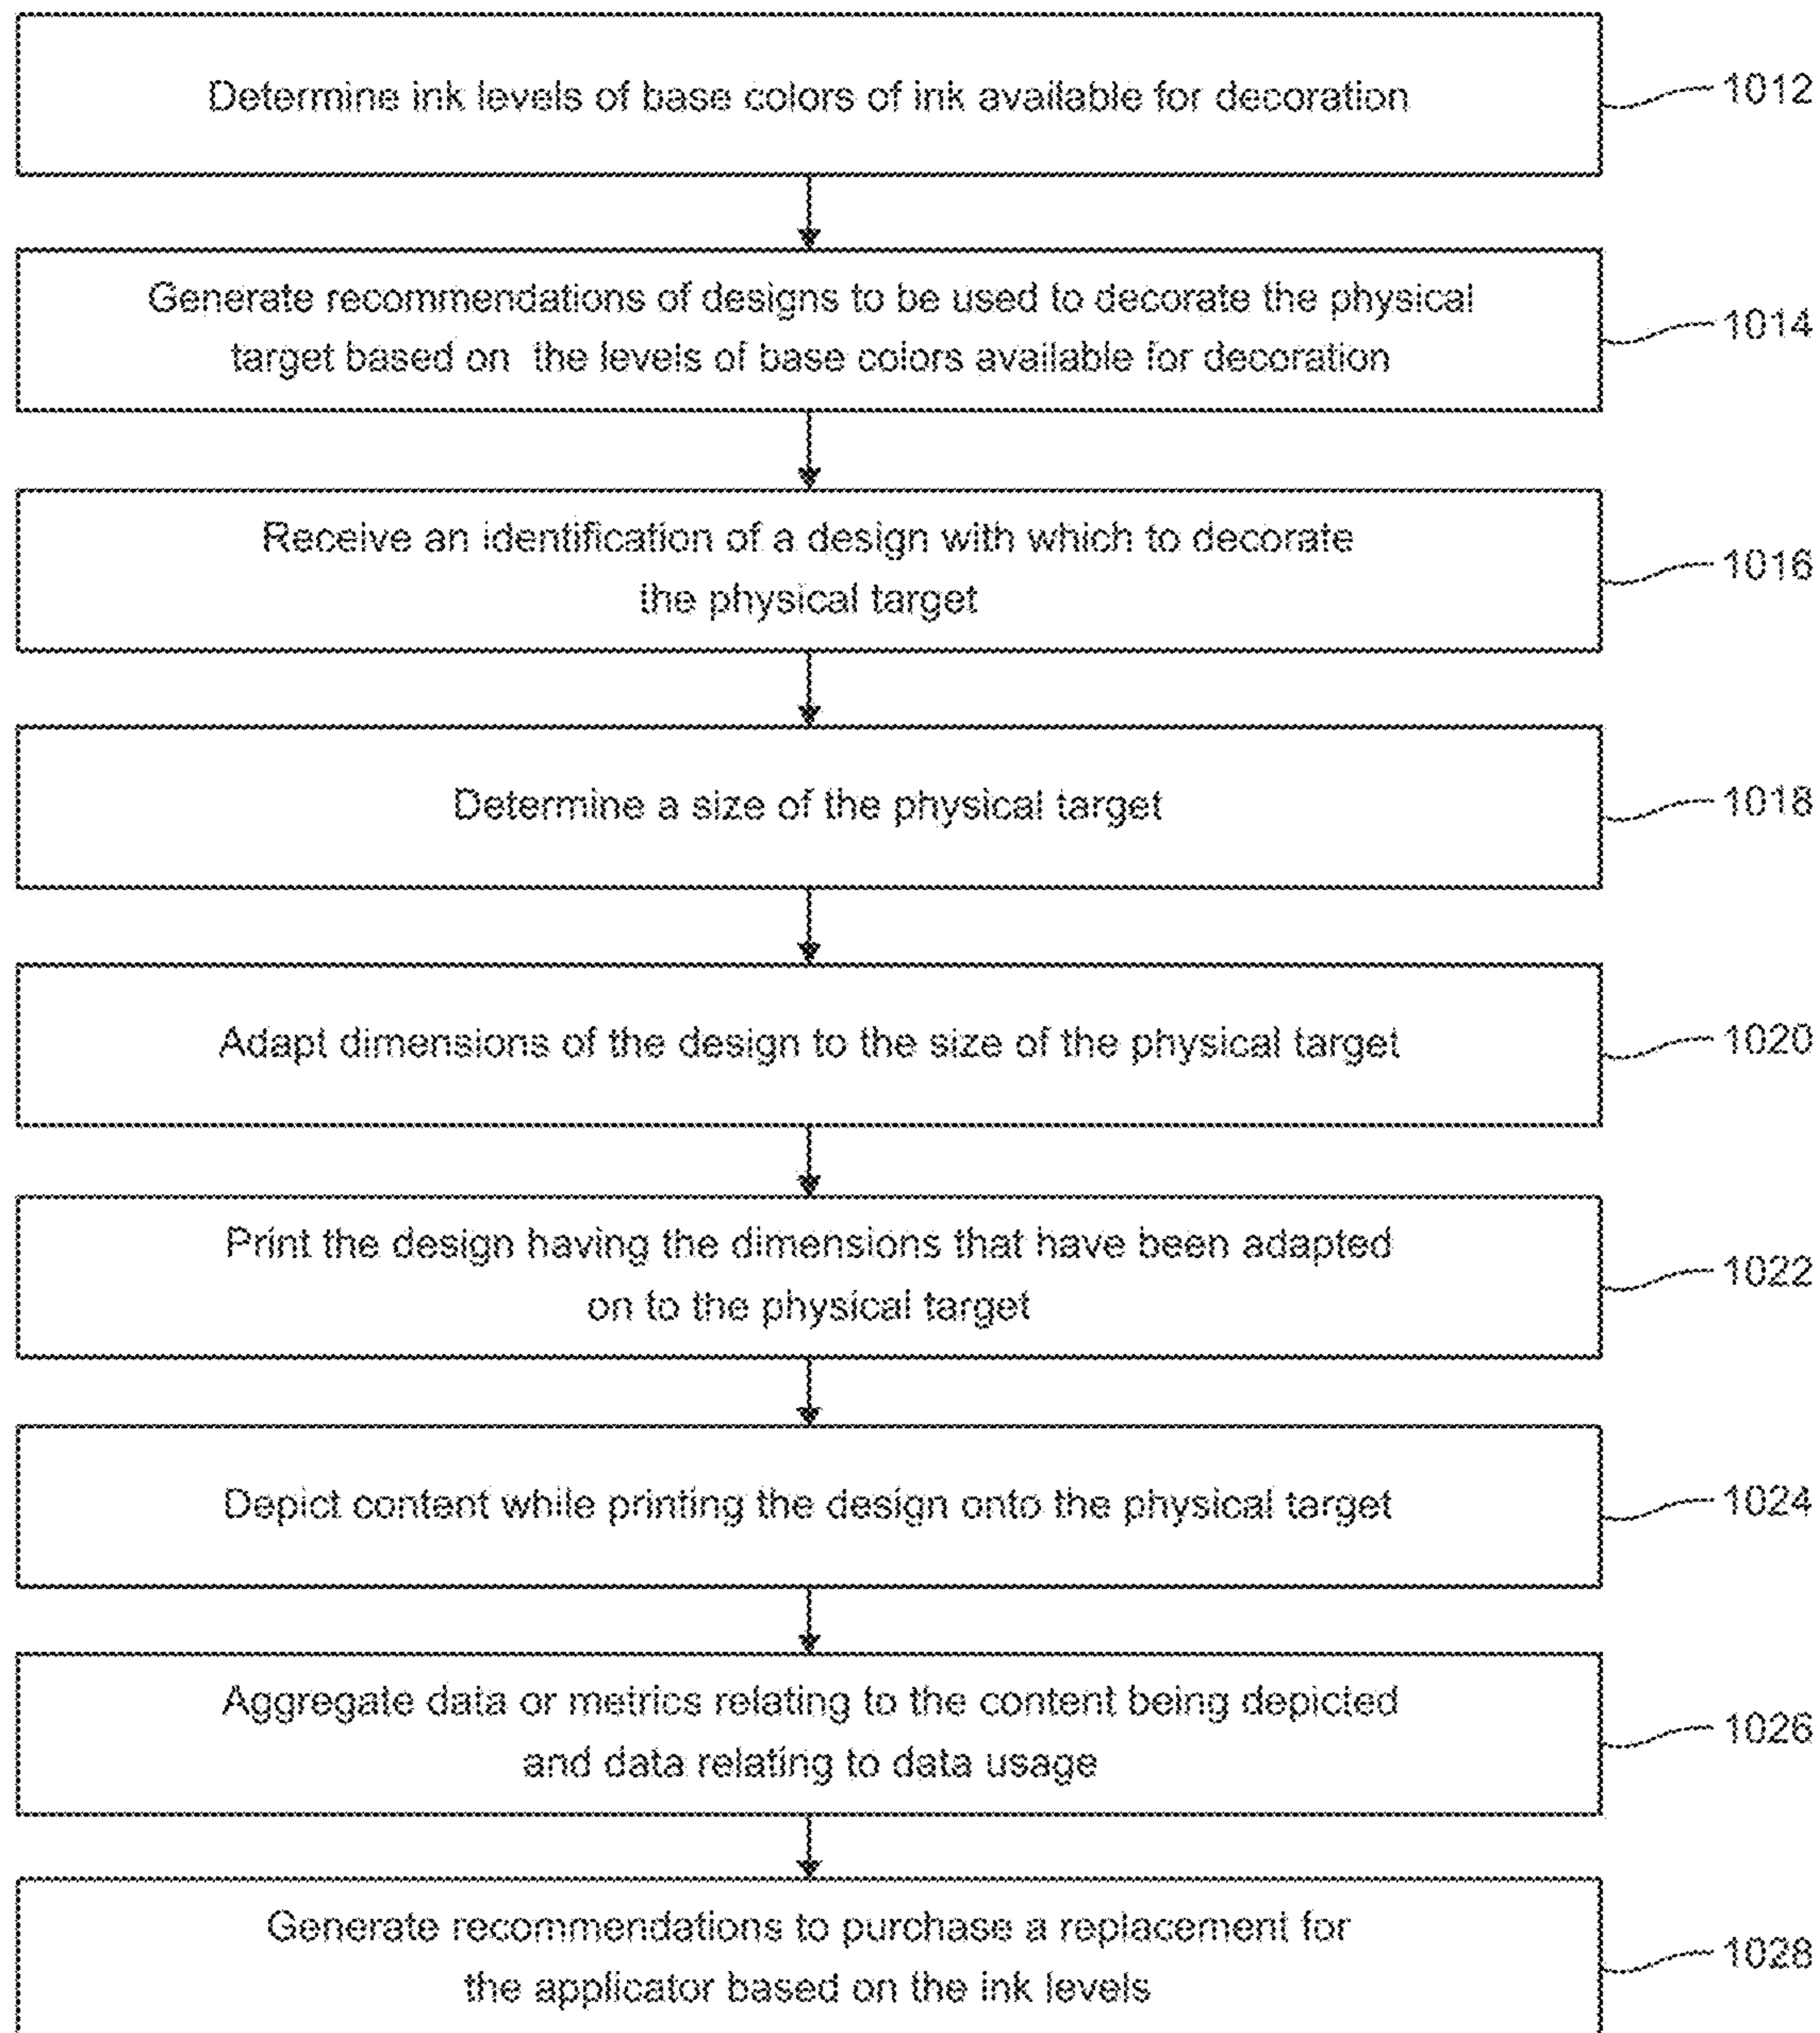 Determine ink levels of base colors of ink available for decoration
1012
Generate recommendations of designs to be used to decorate the physical
target based on the levels of base colors available for decoration
1014
Receive an identification of a design with which to decorate
the physical target
1016
Determine a size of the physical target
1018
Adapt dimensions of the design to the size of the physical target
1020
Print the design having the dimensions that have been adapted
on to the physical target
1022
Depict content while printing the design onto the physical target
1024
Aggregate data or metrics relating to the content being depicted
and data relating to data usage
1026
Generate recommendations to purchase a replacement for
the applicator based on the ink levels
1028